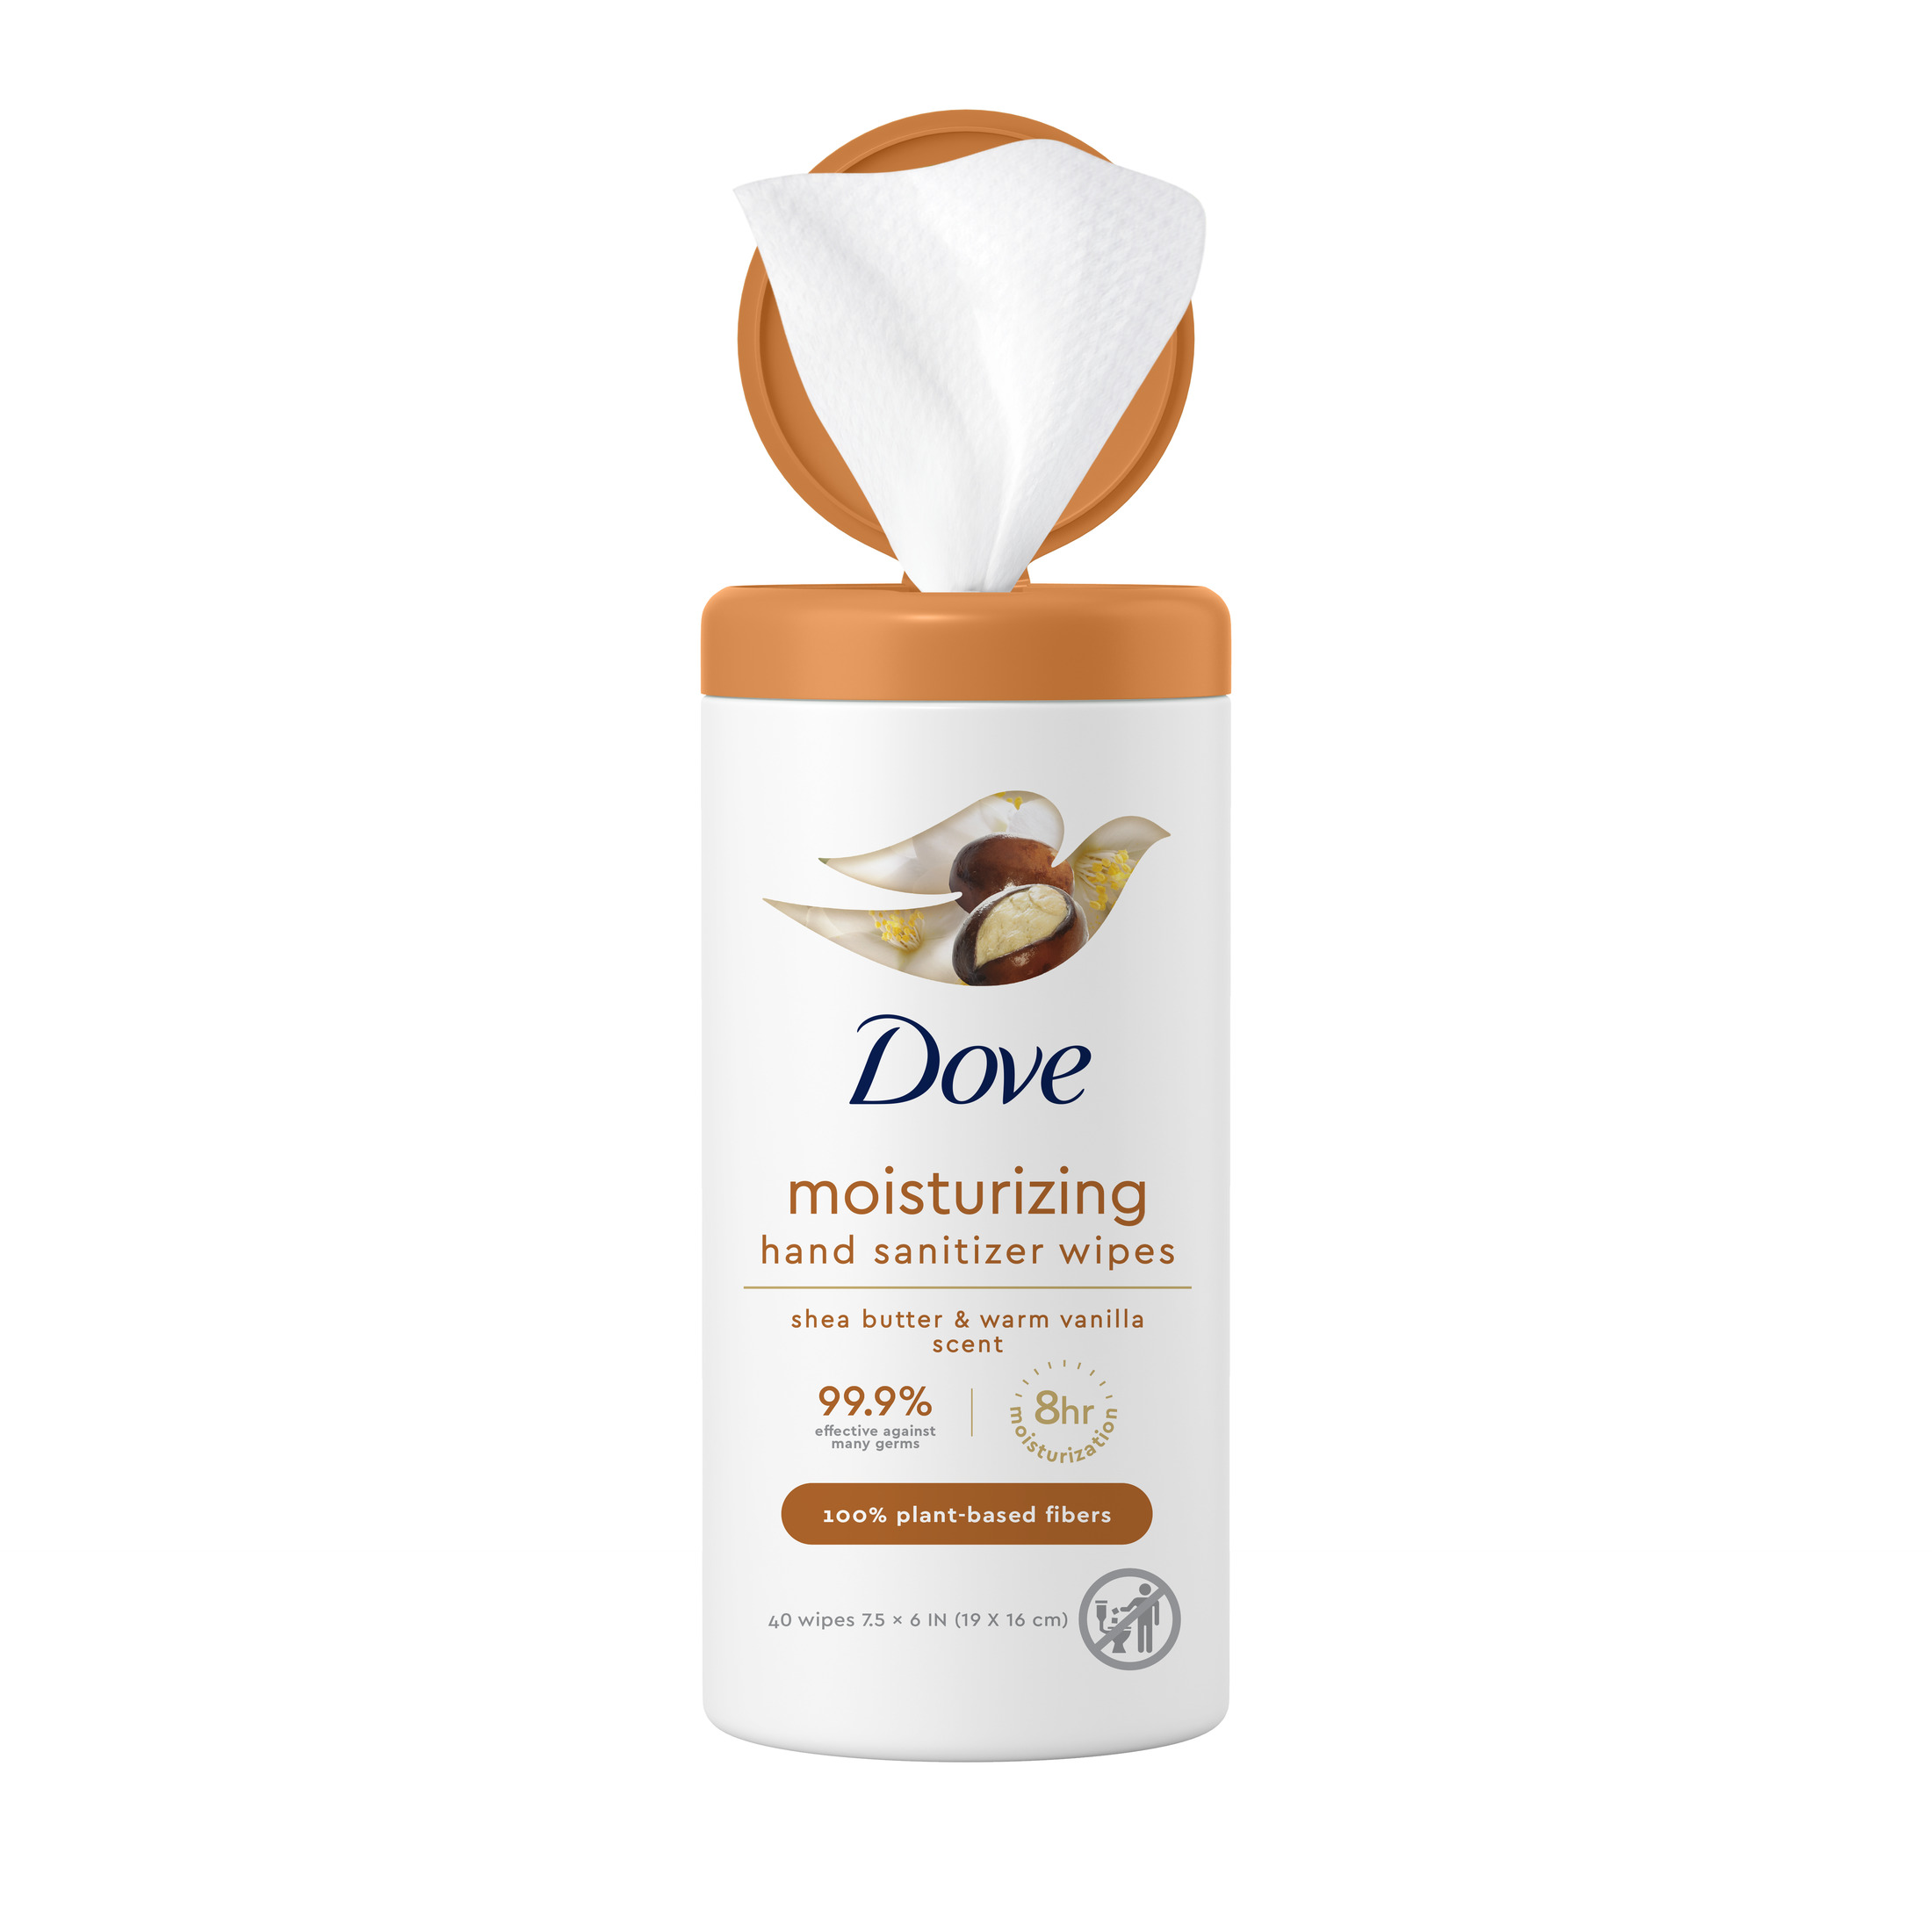 Dove
moisturizing
hand sanitizer wipes
shea butter & warm vanilla
scent
99.9%
effective against
many germs
8hr
moisturization
100% plant-based fibers
40 wipes 7.5 × 6 IN (19 X 16 cm)